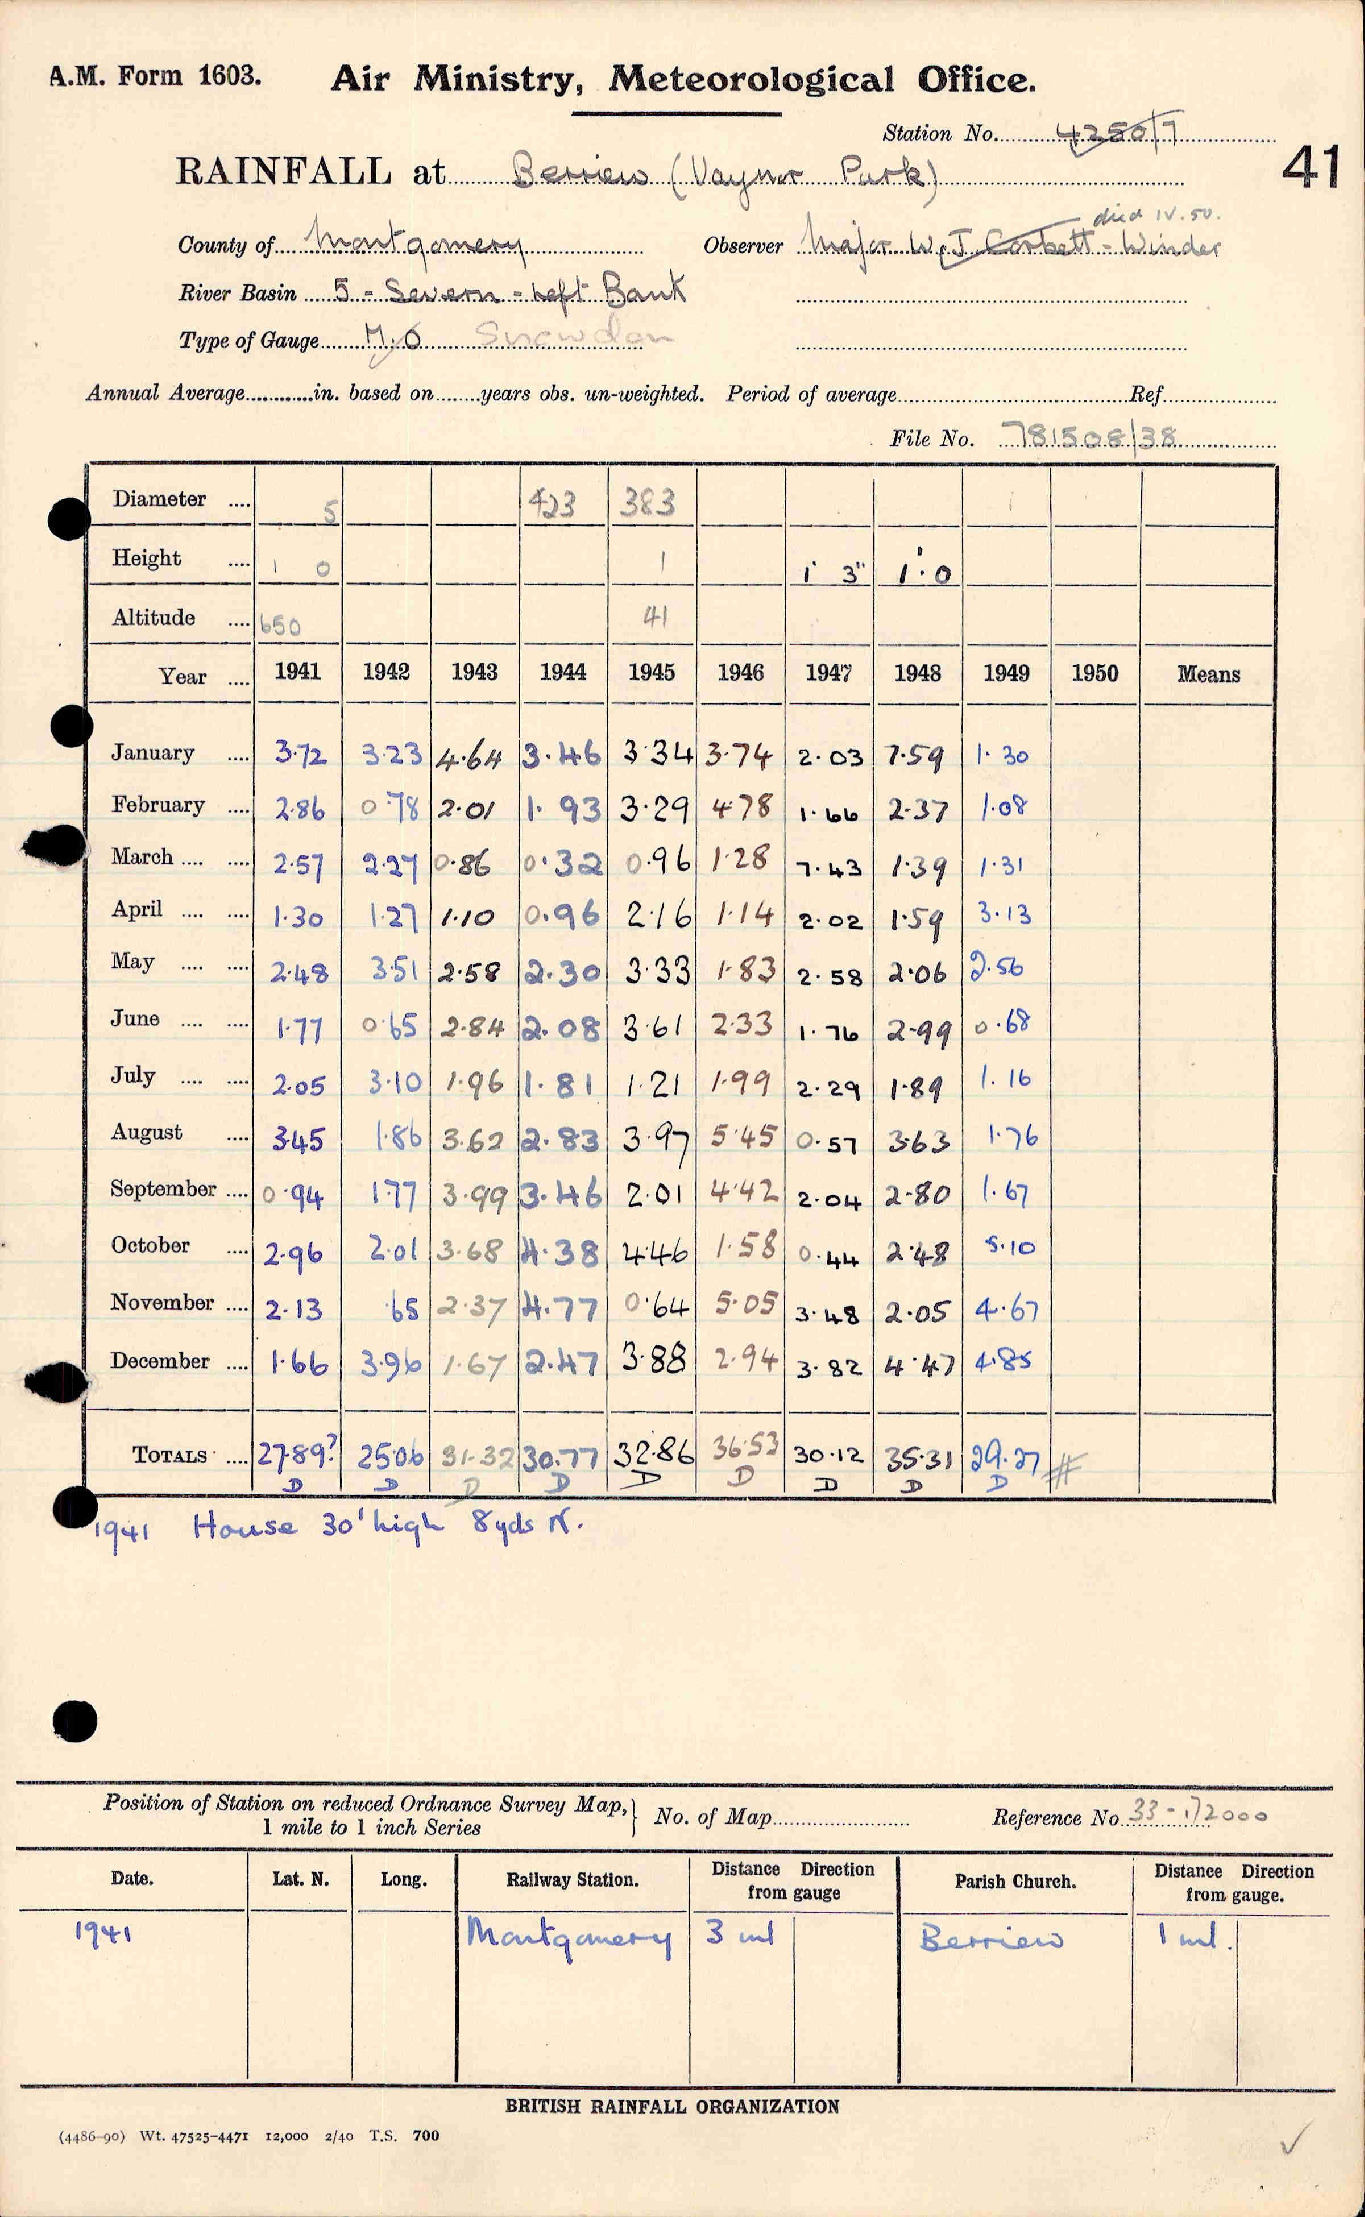 A.M. Form 1603. Air Ministry, Meteorological Office.
Station No. 4250/7
41
RAINFALL at Berriew (Vaynor Park)
died IV.50.
County of Montgomery Observer Major W.J. Corbett-Winder
River Basin 5 - Severn - Left Bank
Type of Gauge M.O Snowdon
Annual Average............in. based on........years obs. un-weighted. Period of average Ref.
File No. 781508/38
Diameter .... 5 423 383
Height .... 1 0 1 1' 3" 1'.0
Altitude .... 650 41
Year .... 1941 1942 1943 1944 1945 1946 1947 1948 1949 1950 Means
January .... 3.72 3.23 4.64 3.46 3.34 3.74 2.03 7.59 1.30
February .... 2.86 0.78 2.01 1.93 3.29 4.78 1.66 2.37 1.08
March .... .... 2.57 2.27 0.86 0.32 0.96 1.28 7.43 1.39 1.31
April .... .... 1.30 1.27 1.10 0.96 2.16 1.14 2.02 1.59 3.13
May .... .... 2.48 3.51 2.58 2.30 3.33 1.83 2.58 2.06 2.56
June .... .... 1.77 0.65 2.84 2.08 3.61 2.33 1.76 2.99 0.68
July .... .... 2.05 3.10 1.96 1.81 1.21 1.99 2.29 1.89 1.16
August .... 3.45 1.86 3.62 2.83 3.97 5.45 0.57 3.63 1.76
September .... 0.94 1.77 3.99 3.46 2.01 4.42 2.04 2.80 1.67
October .... 2.96 2.01 3.68 4.38 4.46 1.58 0.44 2.48 5.10
November .... 2.13 .65 2.37 4.77 0.64 5.05 3.48 2.05 4.67
December .... 1.66 3.96 1.67 2.47 3.88 2.94 3.82 4.47 4.85
TOTALS .... 27.89? 25.06 31.32 30.77 32.86 36.53 30.12 35.31 29.27 #
D D D D D D D D D
1941 House 30' high 8yds N.
Position of Station on reduced Ordnance Survey Map, 1 mile to 1 inch Series } No. of Map Reference No 33-172000
Date. Lat. N. Long. Railway Station. Distance Direction from gauge Parish Church. Distance Direction from gauge.
1941 Montgomery 3 ml Berriew 1 ml.
BRITISH RAINFALL ORGANIZATION
(4486-90) Wt. 47525-4471 12,000 2/40 T.S. 700